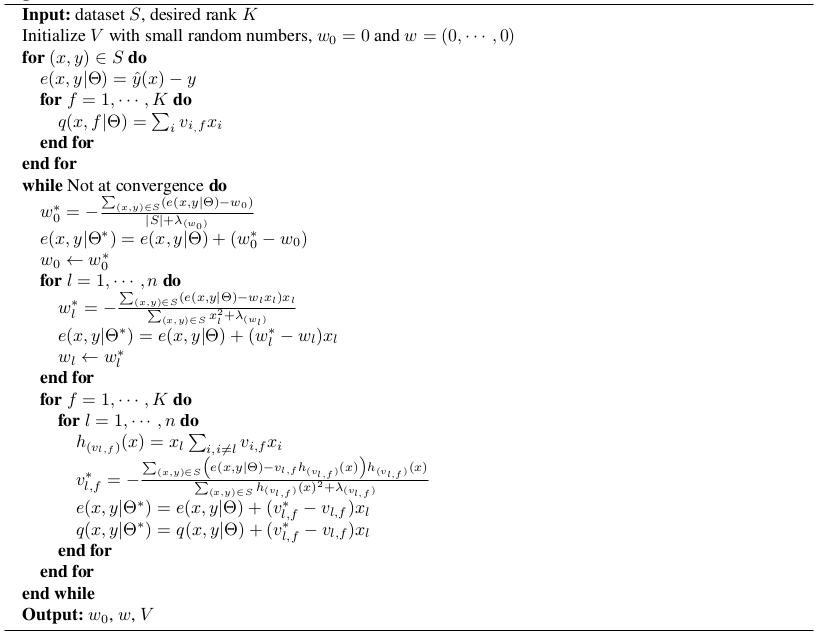 Input: dataset $S$, desired rank $K$
Initialize $V$ with small random numbers, $w_0 = 0$ and $w = (0, \cdots, 0)$
for $(x, y) \in S$ do
$e(x, y|\Theta) = \hat{y}(x) - y$
for $f = 1, \cdots, K$ do
$q(x, f|\Theta) = \sum_i v_{i,f} x_i$
end for
end for
while Not at convergence do
$w_0^* = -\frac{\sum_{(x,y) \in S} (e(x,y|\Theta) - w_0)}{|S| + \lambda_{(w_0)}}$
$e(x, y|\Theta^*) = e(x, y|\Theta) + (w_0^* - w_0)$
$w_0 \leftarrow w_0^*$
for $l = 1, \cdots, n$ do
$w_l^* = -\frac{\sum_{(x,y) \in S} (e(x,y|\Theta) - w_l x_l) x_l}{\sum_{(x,y) \in S} x_l^2 + \lambda_{(w_l)}}$
$e(x, y|\Theta^*) = e(x, y|\Theta) + (w_l^* - w_l) x_l$
$w_l \leftarrow w_l^*$
end for
for $f = 1, \cdots, K$ do
for $l = 1, \cdots, n$ do
$h_{(v_{l,f})}(x) = x_l \sum_{i, i \neq l} v_{i,f} x_i$
$v_{l,f}^* = -\frac{\sum_{(x,y) \in S} \left( e(x,y|\Theta) - v_{l,f} h_{(v_{l,f})}(x) \right) h_{(v_{l,f})}(x)}{\sum_{(x,y) \in S} h_{(v_{l,f})}(x)^2 + \lambda_{(v_{l,f})}}$
$e(x, y|\Theta^*) = e(x, y|\Theta) + (v_{l,f}^* - v_{l,f}) x_l$
$q(x, y|\Theta^*) = q(x, y|\Theta) + (v_{l,f}^* - v_{l,f}) x_l$
end for
end for
end while
Output: $w_0$, $w$, $V$